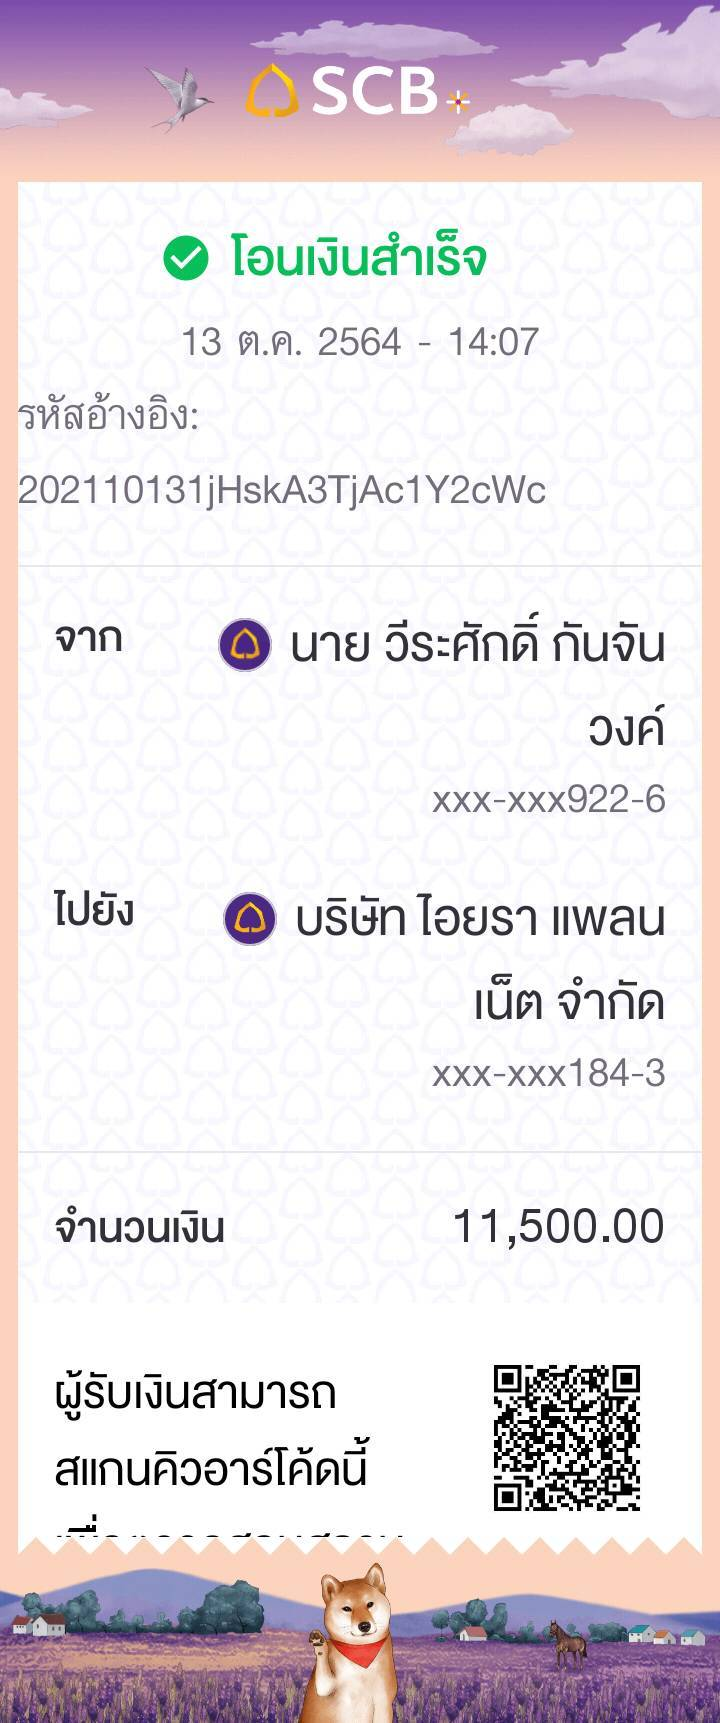 SCB
โอนเงินสำเร็จ
13 ต.ค. 2564 - 14:07
รหัสอ้างอิง:
202110131jHskA3TjAc1Y2cWc
จาก นาย วีระศักดิ์ กันจัน
วงค์
xxx-xxx922-6
ไปยัง บริษัท ไอยรา แพลน
เน็ต จำกัด
xxx-xxx184-3
จำนวนเงิน 11,500.00
ผู้รับเงินสามารถ
สแกนคิวอาร์โค้ดนี้